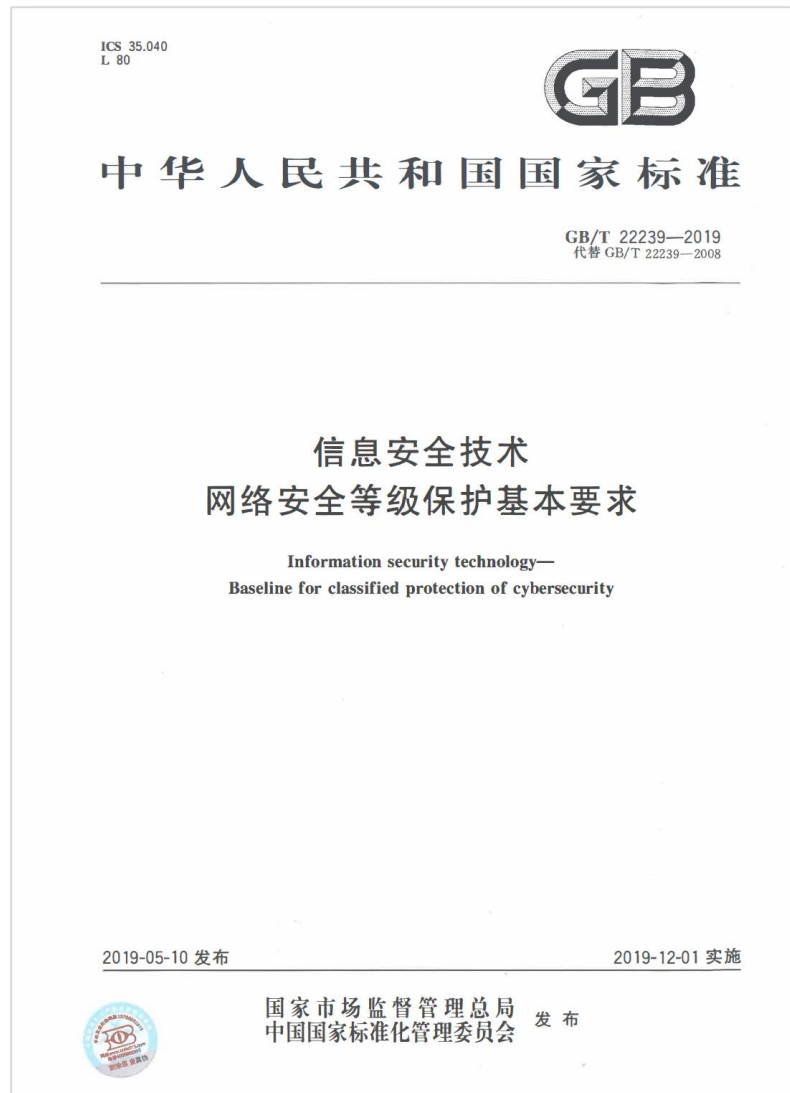 ICS 35.040
L 80
GB
中华人民共和国国家标准
GB/T 22239—2019
代替 GB/T 22239—2008
信息安全技术
网络安全等级保护基本要求
Information security technology—
Baseline for classified protection of cybersecurity
2019-05-10 发布
2019-12-01 实施
国家市场监督管理总局
中国国家标准化管理委员会
发布